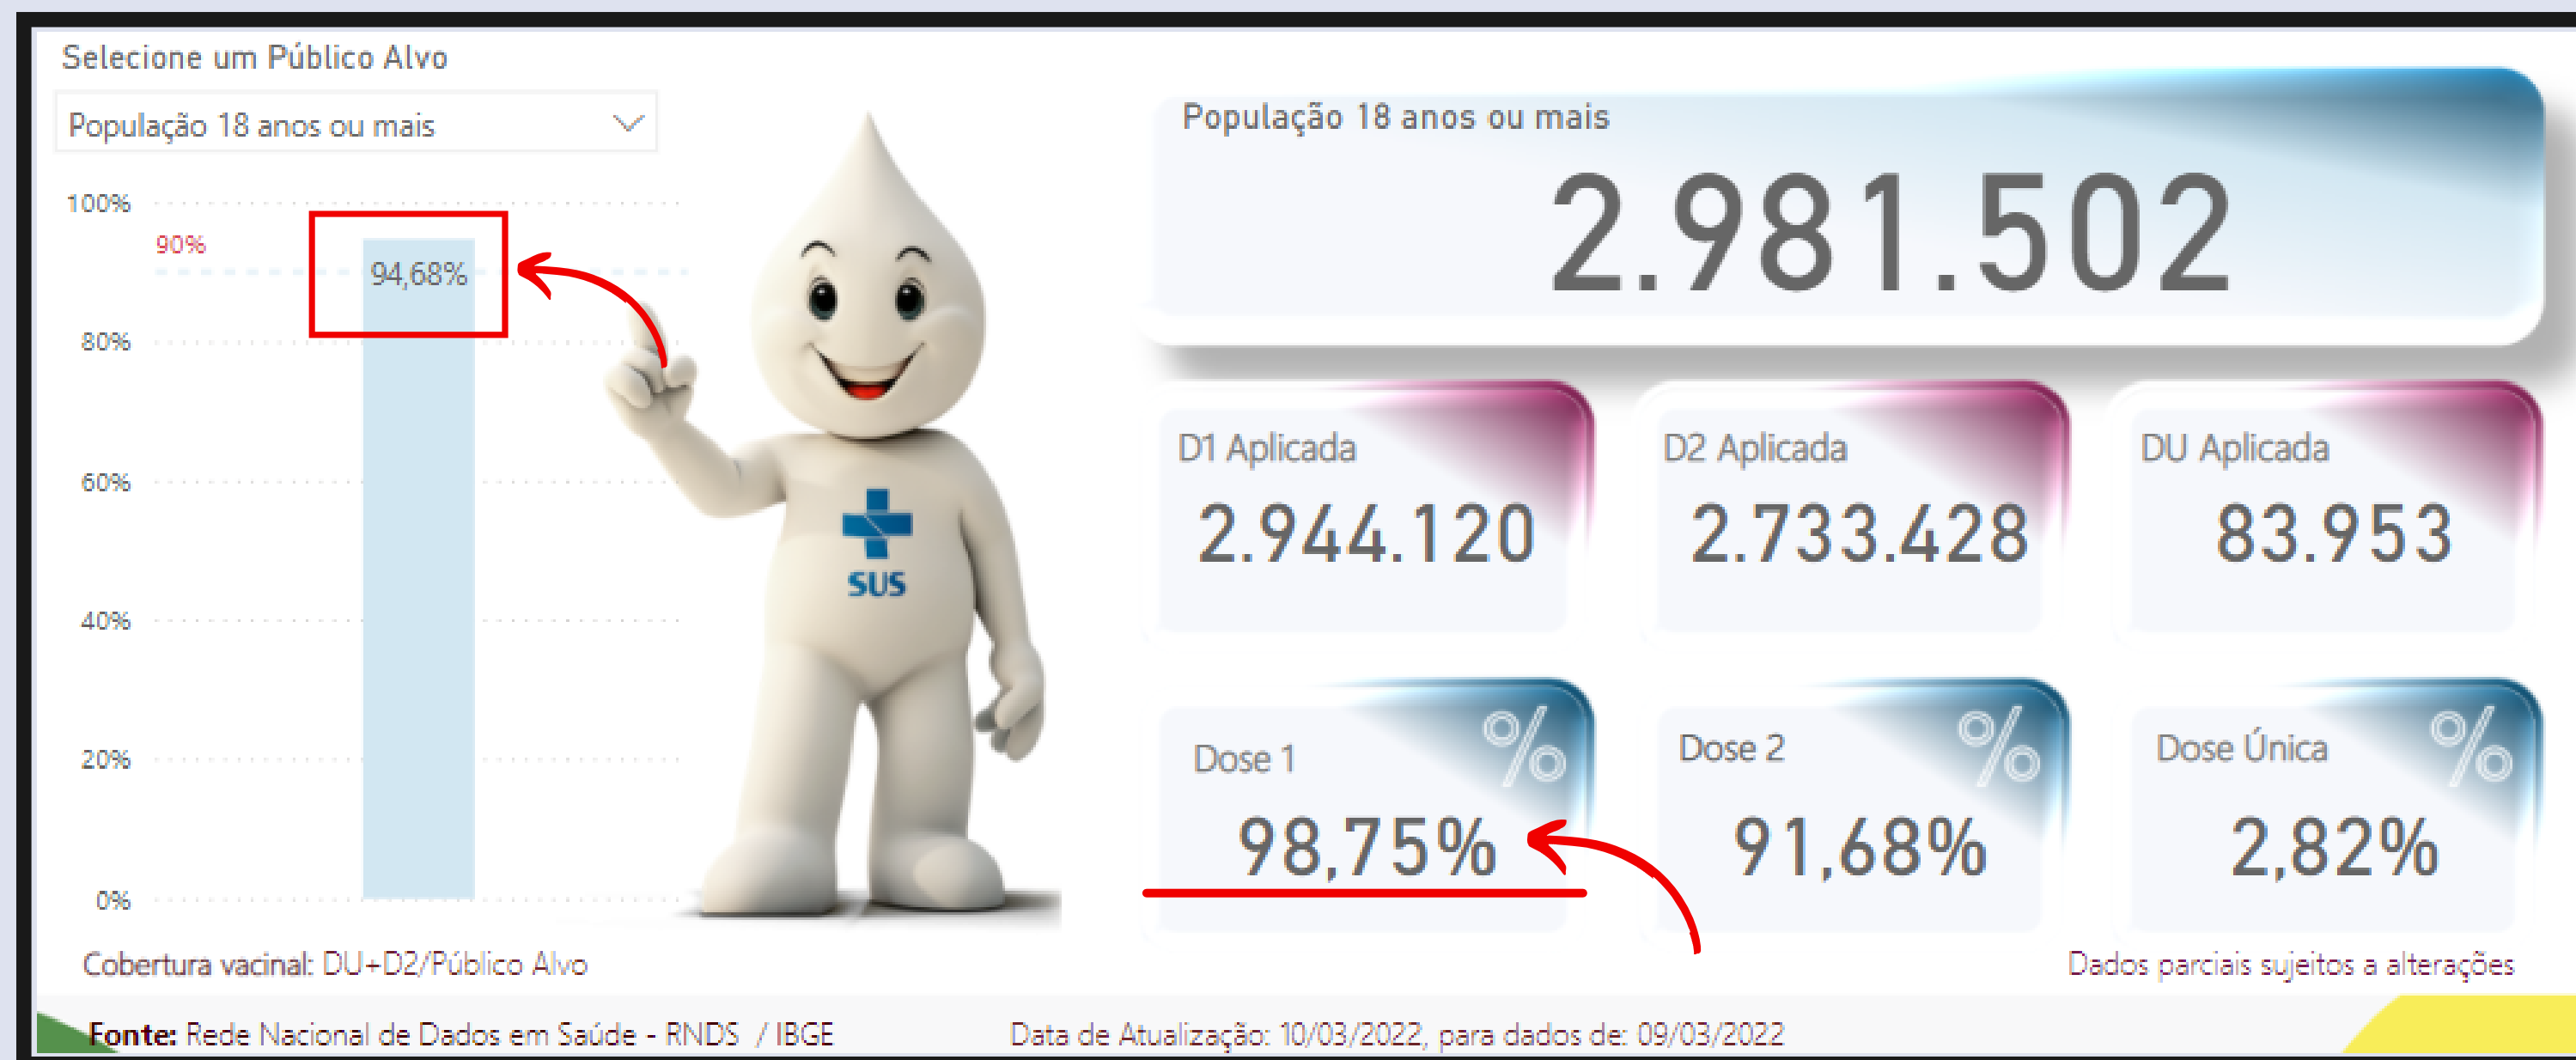 Selecione um Público Alvo
População 18 anos ou mais
100%
90%
94,68%
80%
60%
40%
20%
0%
SUS
Cobertura vacinal: DU+D2/Público Alvo
População 18 anos ou mais
2.981.502
D1 Aplicada
2.944.120
D2 Aplicada
2.733.428
DU Aplicada
83.953
Dose 1
%
98,75%
Dose 2
%
91,68%
Dose Única
%
2,82%
Dados parciais sujeitos a alterações
Fonte: Rede Nacional de Dados em Saúde - RNDS / IBGE
Data de Atualização: 10/03/2022, para dados de: 09/03/2022